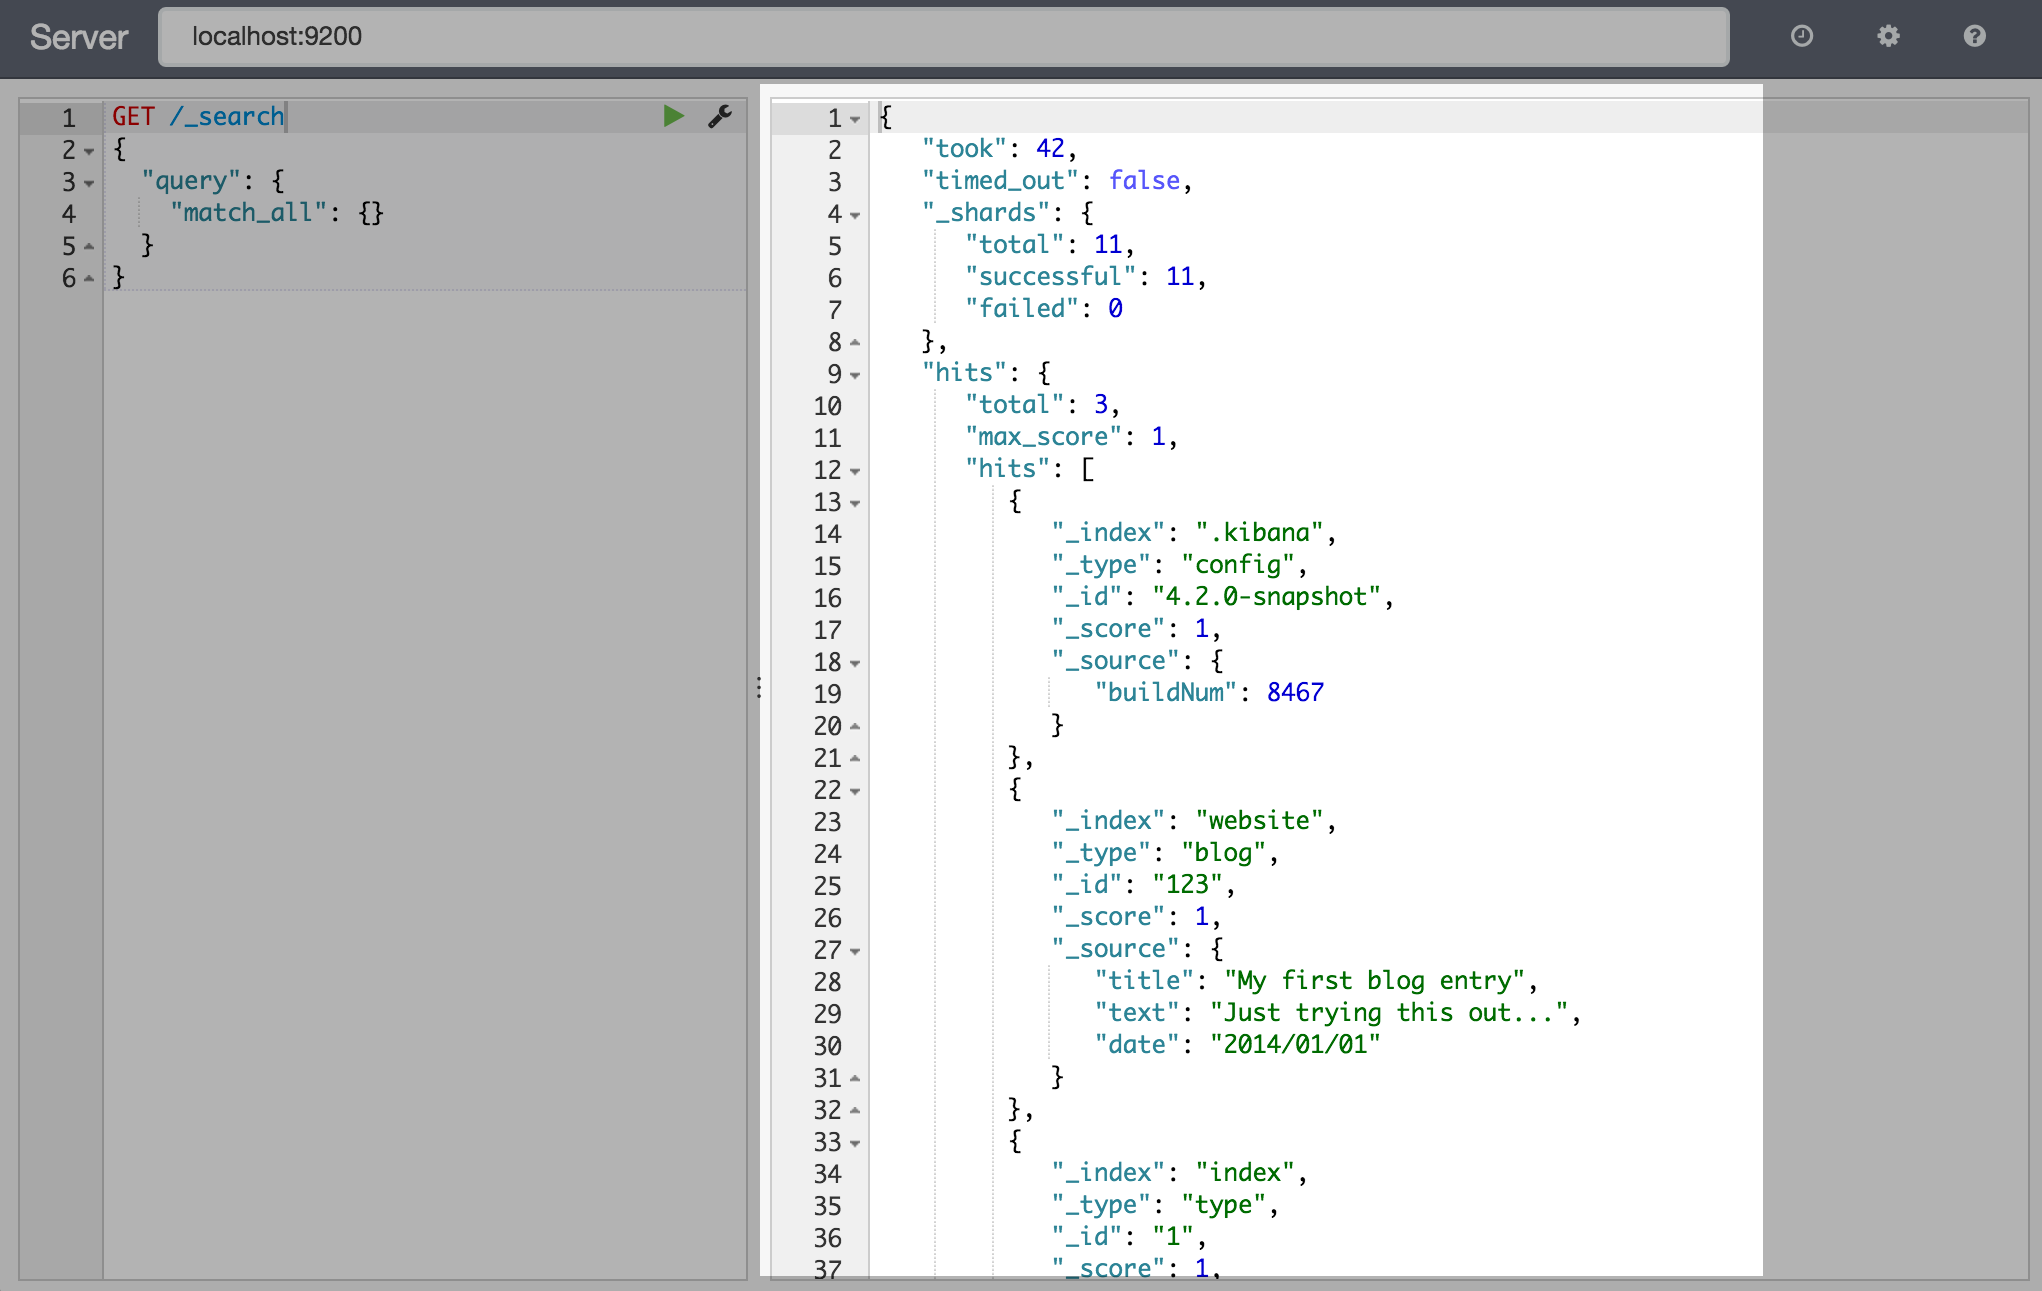 Server localhost:9200
1 GET /_search
2 {
3 "query": {
4 "match_all": {}
5 }
6 }
1 {
2 "took": 42,
3 "timed_out": false,
4 "_shards": {
5 "total": 11,
6 "successful": 11,
7 "failed": 0
8 },
9 "hits": {
10 "total": 3,
11 "max_score": 1,
12 "hits": [
13 {
14 "_index": ".kibana",
15 "_type": "config",
16 "_id": "4.2.0-snapshot",
17 "_score": 1,
18 "_source": {
19 "buildNum": 8467
20 }
21 },
22 {
23 "_index": "website",
24 "_type": "blog",
25 "_id": "123",
26 "_score": 1,
27 "_source": {
28 "title": "My first blog entry",
29 "text": "Just trying this out...",
30 "date": "2014/01/01"
31 }
32 },
33 {
34 "_index": "index",
35 "_type": "type",
36 "_id": "1",
37 "_score": 1,